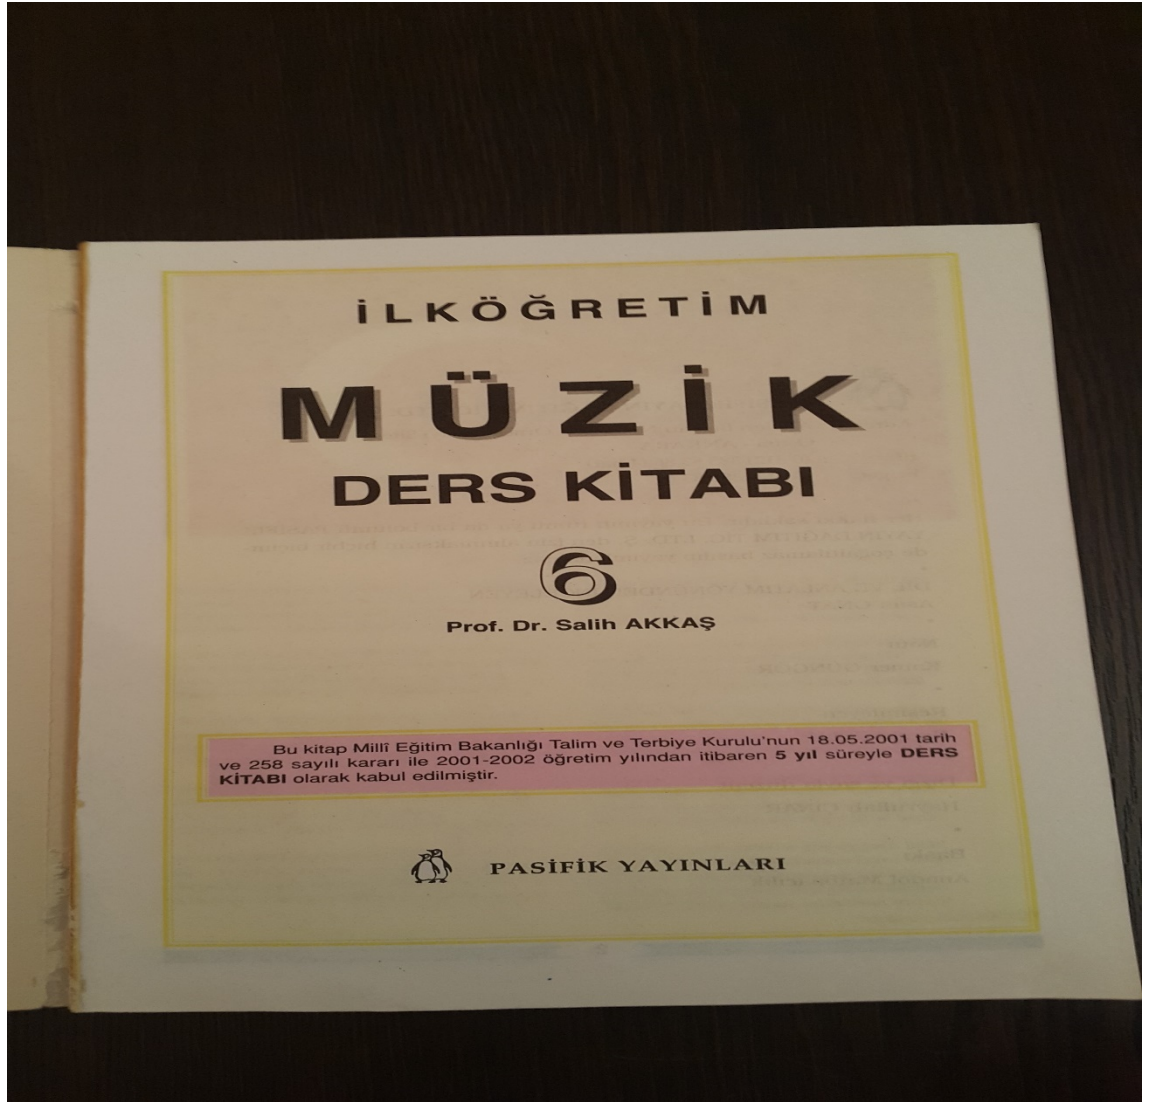 İLKÖĞRETİM
MÜZİK
DERS KİTABI
6
Prof. Dr. Salih AKKAŞ
Bu kitap Millî Eğitim Bakanlığı Talim ve Terbiye Kurulu'nun 18.05.2001 tarih
ve 258 sayılı kararı ile 2001-2002 öğretim yılından itibaren 5 yıl süreyle DERS
KİTABI olarak kabul edilmiştir.
PASİFİK YAYINLARI